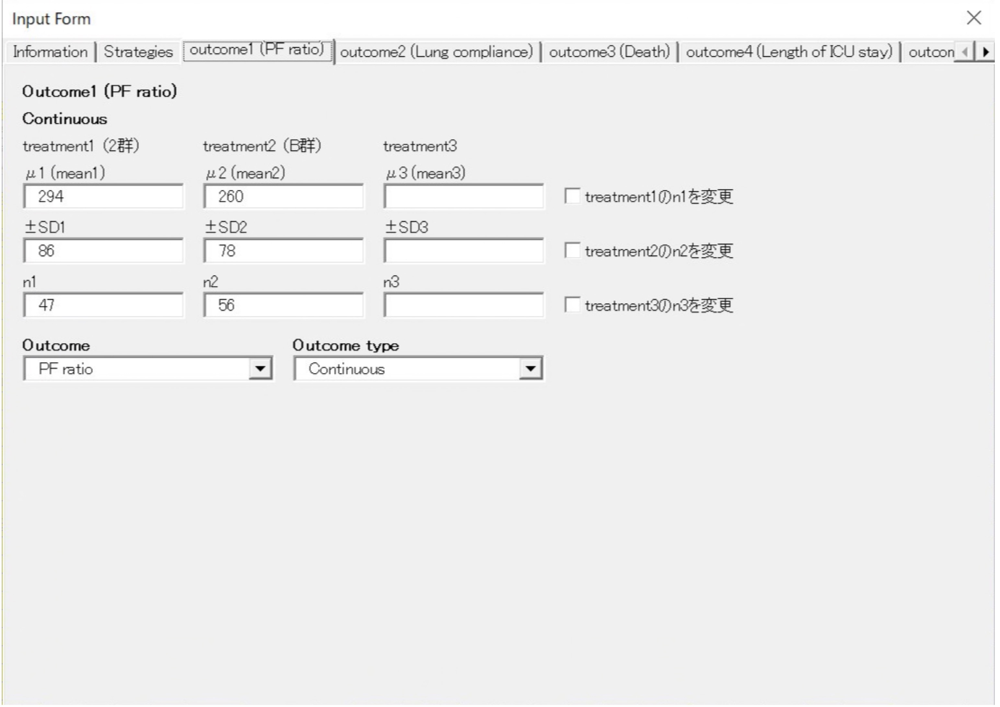 Input Form
Information Strategies outcome1 (PF ratio) outcome2 (Lung compliance) outcome3 (Death) outcome4 (Length of ICU stay) outcon
Outcome1 (PF ratio)
Continuous
treatment1 (2群) treatment2 (B群) treatment3
μ1 (mean1) μ2 (mean2) μ3 (mean3)
294 260 treatment1のn1を変更
±SD1 ±SD2 ±SD3
86 78 treatment2のn2を変更
n1 n2 n3
47 56 treatment3のn3を変更
Outcome Outcome type
PF ratio Continuous